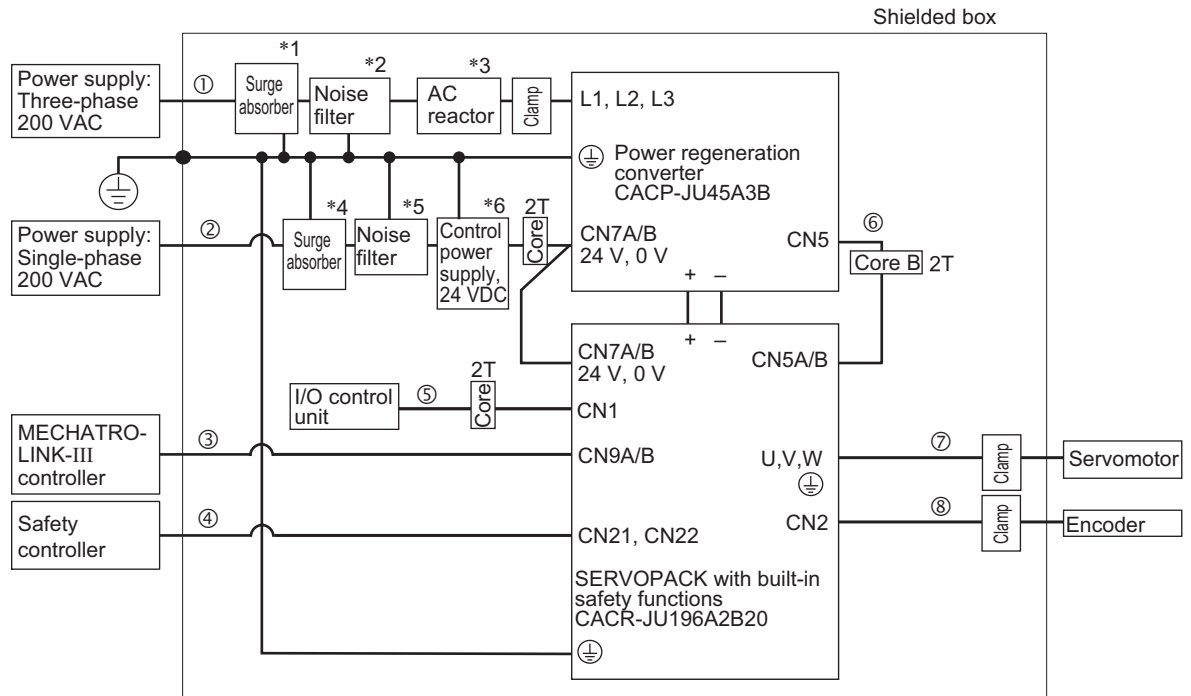 Shielded box
Power supply:
Three-phase
200 VAC
①
*1
Surge
absorber
*2
Noise
filter
*3
AC
reactor
Clamp
L1, L2, L3
Power regeneration
converter
CACP-JU45A3B
Power supply:
Single-phase
200 VAC
②
*4
Surge
absorber
*5
Noise
filter
*6
Control
power
supply,
24 VDC
2T
Core
CN7A/B
24 V, 0 V
CN5
⑥
Core B 2T
+ –
+ –
CN7A/B
24 V, 0 V
CN5A/B
I/O control
unit
⑤
2T
Core
CN1
MECHATRO-
LINK-III
controller
③
CN9A/B
U,V,W
⑦
Clamp
Servomotor
Safety
controller
④
CN21, CN22
CN2
⑧
Clamp
Encoder
SERVOPACK with built-in
safety functions
CACR-JU196A2B20